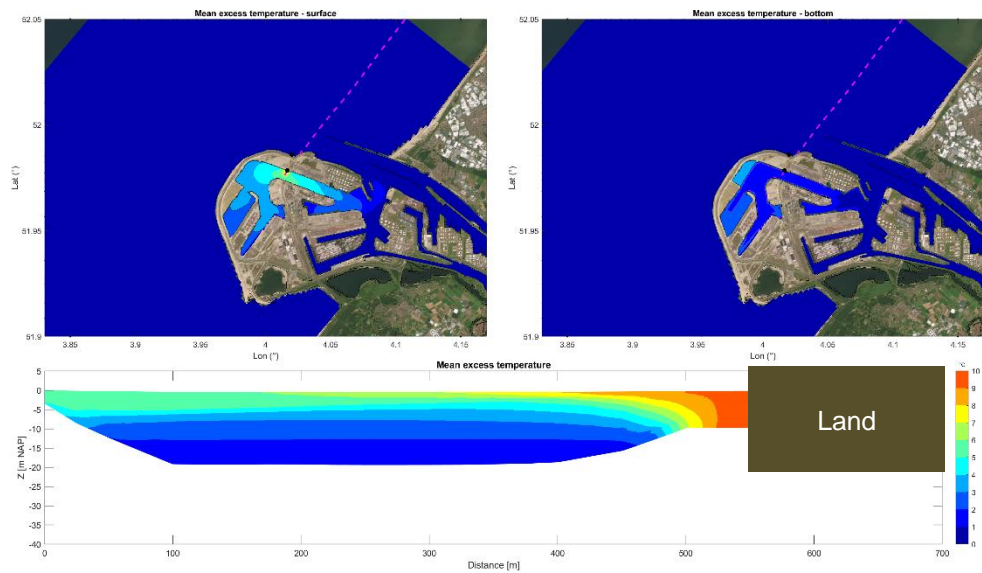 Mean excess temperature - surface
52.05
52
51.95
51.9
Lat (°)
3.85 3.9 3.95 4 4.05 4.1 4.15
Lon (°)
Mean excess temperature - bottom
52.05
52
51.95
51.9
Lat (°)
3.85 3.9 3.95 4 4.05 4.1 4.15
Lon (°)
Mean excess temperature
5
0
-5
-10
-15
-20
-25
-30
-35
-40
Z [m NAP]
0 100 200 300 400 500 600 700
Distance [m]
Land
°C
10
9
8
7
6
5
4
3
2
1
0